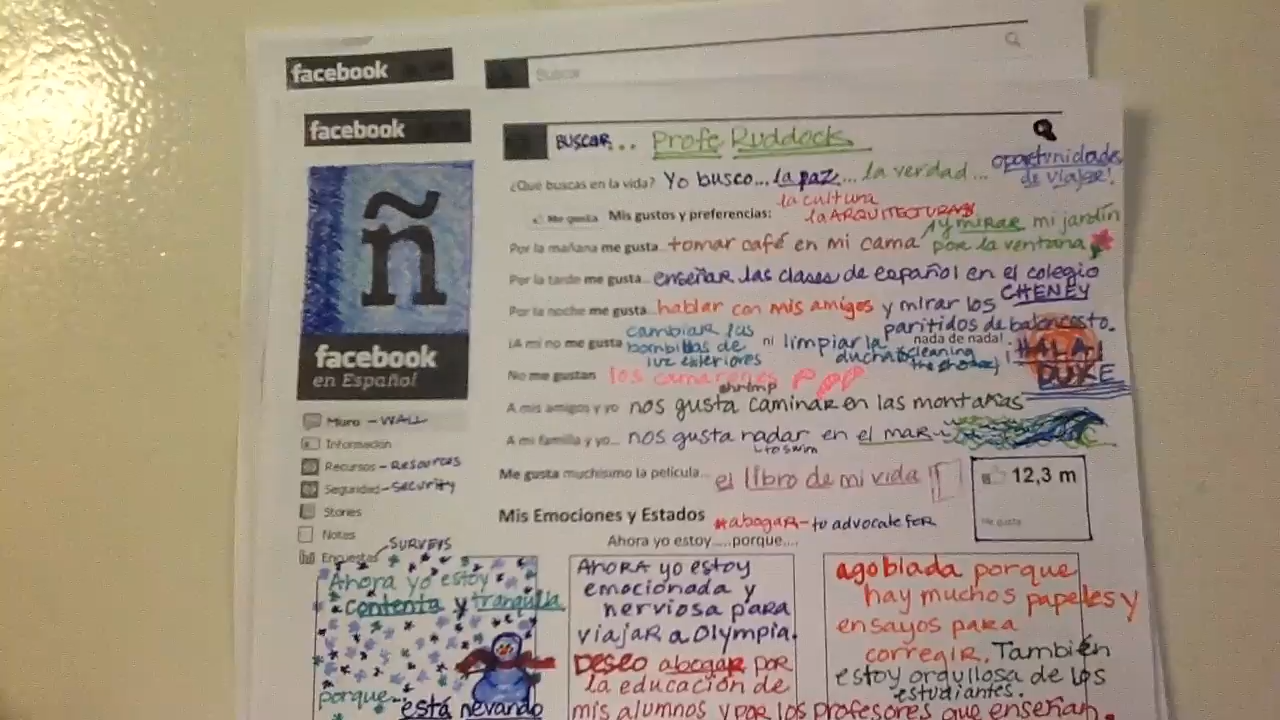 facebook
Buscar
facebook
BUSCAR... Profe Ruddock
¿Qué buscas en la vida? Yo busco... la paz... la verdad... oportunidades de viajar!
la cultura
Me gusta Mis gustos y preferencias: la ARQUITECTURA
Por la mañana me gusta tomar café en mi cama y mirar mi jardín por la ventana
Por la tarde me gusta... enseñar las clases de español en el colegio CHENEY
Por la noche me gusta... hablar con mis amigos y mirar los paritidos de baloncesto.
¡A mí no me gusta cambiar las bombillas de luz exteriores ni limpiar la ducha nada de nada!
(cleaning the shower)
¡HALA! DUKE
No me gustan los camarones
shrimp
A mis amigos y yo nos gusta caminar en las montañas
A mi familia y yo... nos gusta nadar en el mar
to swim
Me gusta muchísimo la película... el libro de mi vida
12,3 m
Me gusta
ñ
facebook
en Español
Muro - WALL
Información
Recursos - Resources
Seguridad - Security
Stories
Notas
Encuestas
SURVEYS
Mis Emociones y Estados *abogar - to advocate for
Ahora yo estoy.....porque....
Ahora yo estoy
contenta y tranquila
porque...
está nevando
AHORA yo estoy
emocionada y
nerviosa para
viajar a Olympia.
Deseo abogar por
la educación de
mis alumnos y por los profesores que enseñan.
agoblada porque
hay muchos papeles y
ensayos para
corregir. También
estoy orgullosa de los
estudiantes.